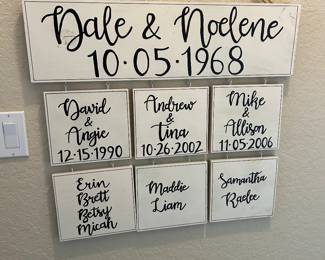 Dale & Noelene
10·05·1968
David
&
Angie
12·15·1990
Andrew
&
Tina
10·26·2002
Mike
&
Allison
11·05·2006
Erin
Brett
Betsy
Micah
Maddie
Liam
Samantha
Raelee